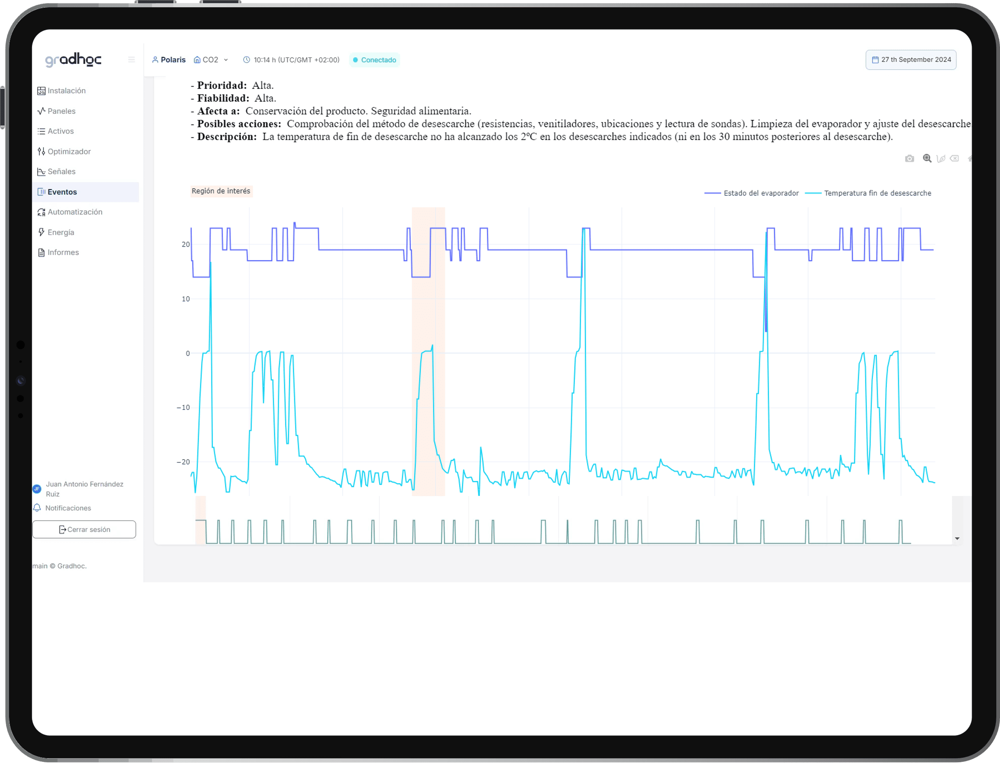 gradhoc
Polaris CO2 10:14 h (UTC/GMT +02:00) Conectado
27 th September 2024
Instalación
Paneles
Activos
Optimizador
Señales
Eventos
Automatización
Energía
Informes
Juan Antonio Fernández
Ruiz
JF
Notificaciones
Cerrar sesión
main © Gradhoc.
- Prioridad: Alta.
- Fiabilidad: Alta.
- Afecta a: Conservación del producto. Seguridad alimentaria.
- Posibles acciones: Comprobación del método de desescarche (resistencias, venitiladores, ubicaciones y lectura de sondas). Limpieza del evaporador y ajuste del desescarche
- Descripción: La temperatura de fin de desescarche no ha alcanzado los 2ºC en los desescarches indicados (ni en los 30 minutos posteriores al desescarche).
Región de interés
Estado del evaporador Temperatura fin de desescarche
20
10
0
−10
−20